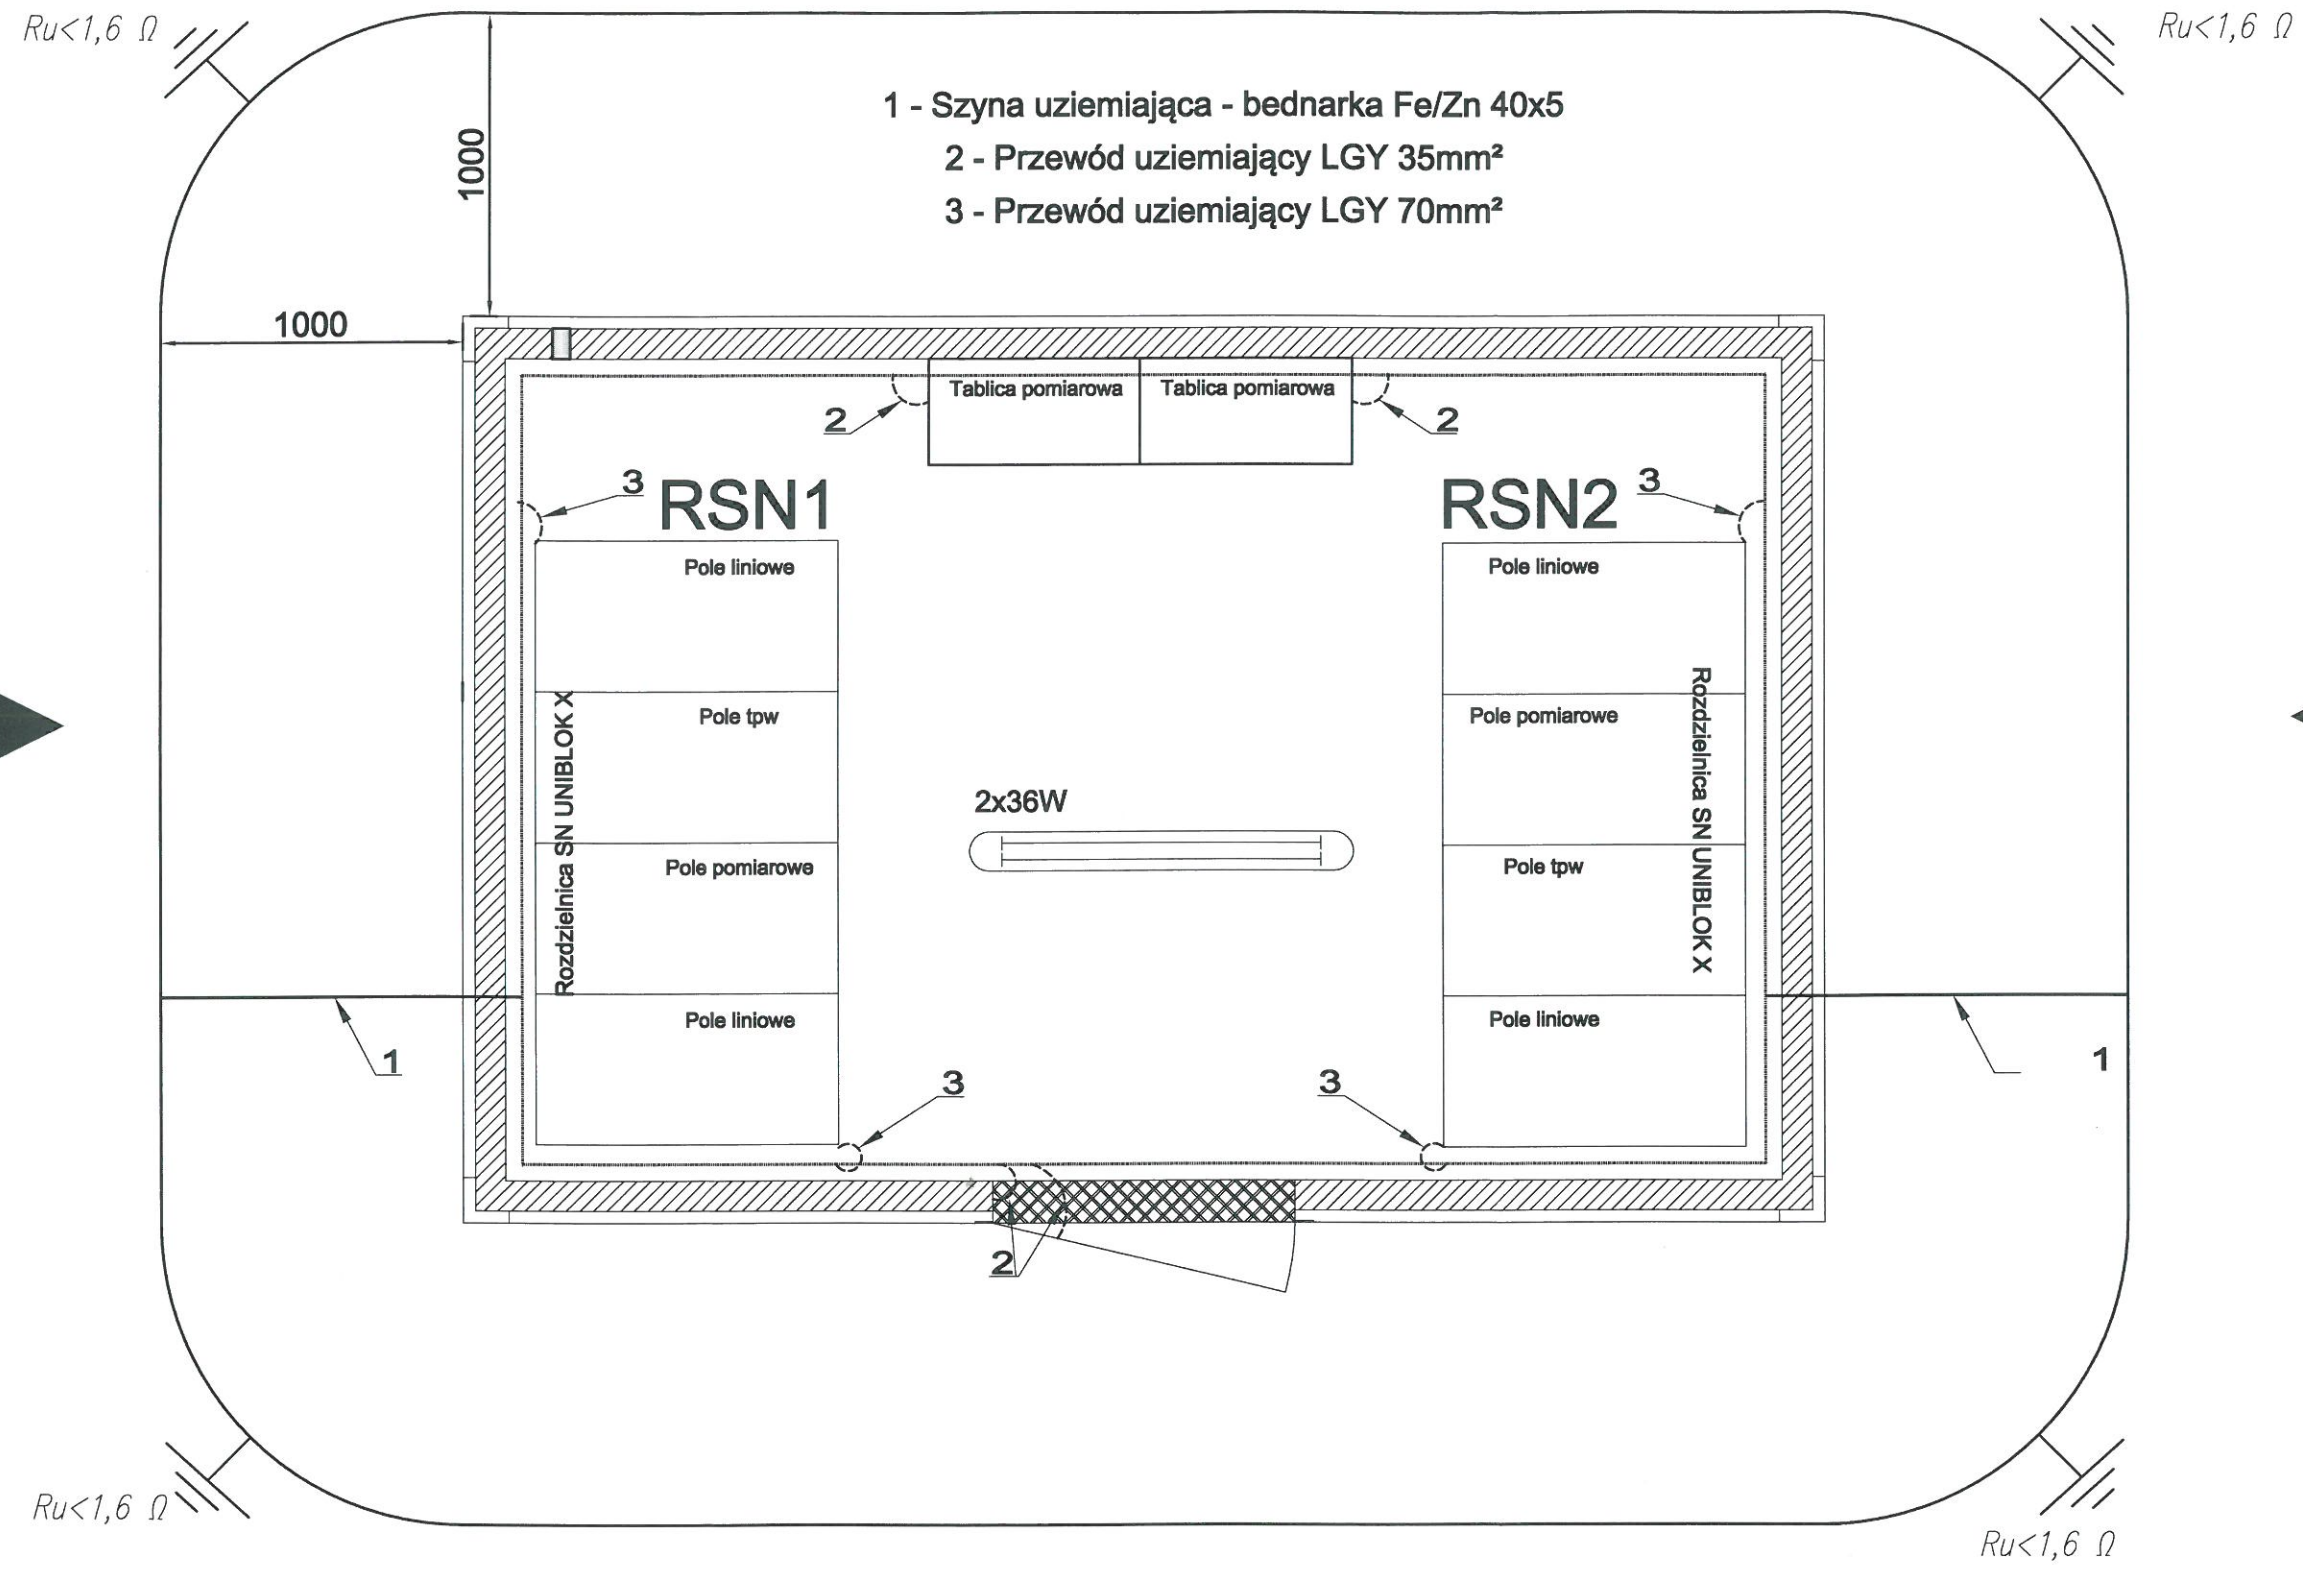 Ru<1,6 Ω
Ru<1,6 Ω
1 - Szyna uziemiająca - bednarka Fe/Zn 40x5
2 - Przewód uziemiający LGY 35mm²
3 - Przewód uziemiający LGY 70mm²
1000
1000
Tablica pomiarowa
Tablica pomiarowa
2
2
3
RSN1
RSN2
3
Pole liniowe
Pole tpw
Pole pomiarowe
Pole liniowe
Rozdzielnica SN UNIBLOK X
2x36W
Pole liniowe
Pole pomiarowe
Pole tpw
Pole liniowe
Rozdzielnica SN UNIBLOK X
1
1
3
3
2
Ru<1,6 Ω
Ru<1,6 Ω